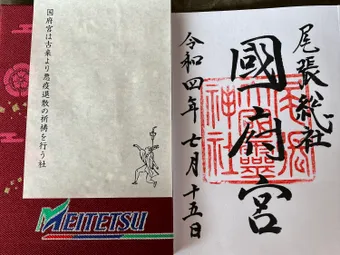 国府宮は古来より悪疫退散の祈祷を行う社
MEITETSU
尾張総社
國府宮
令和四年 七月 十五日